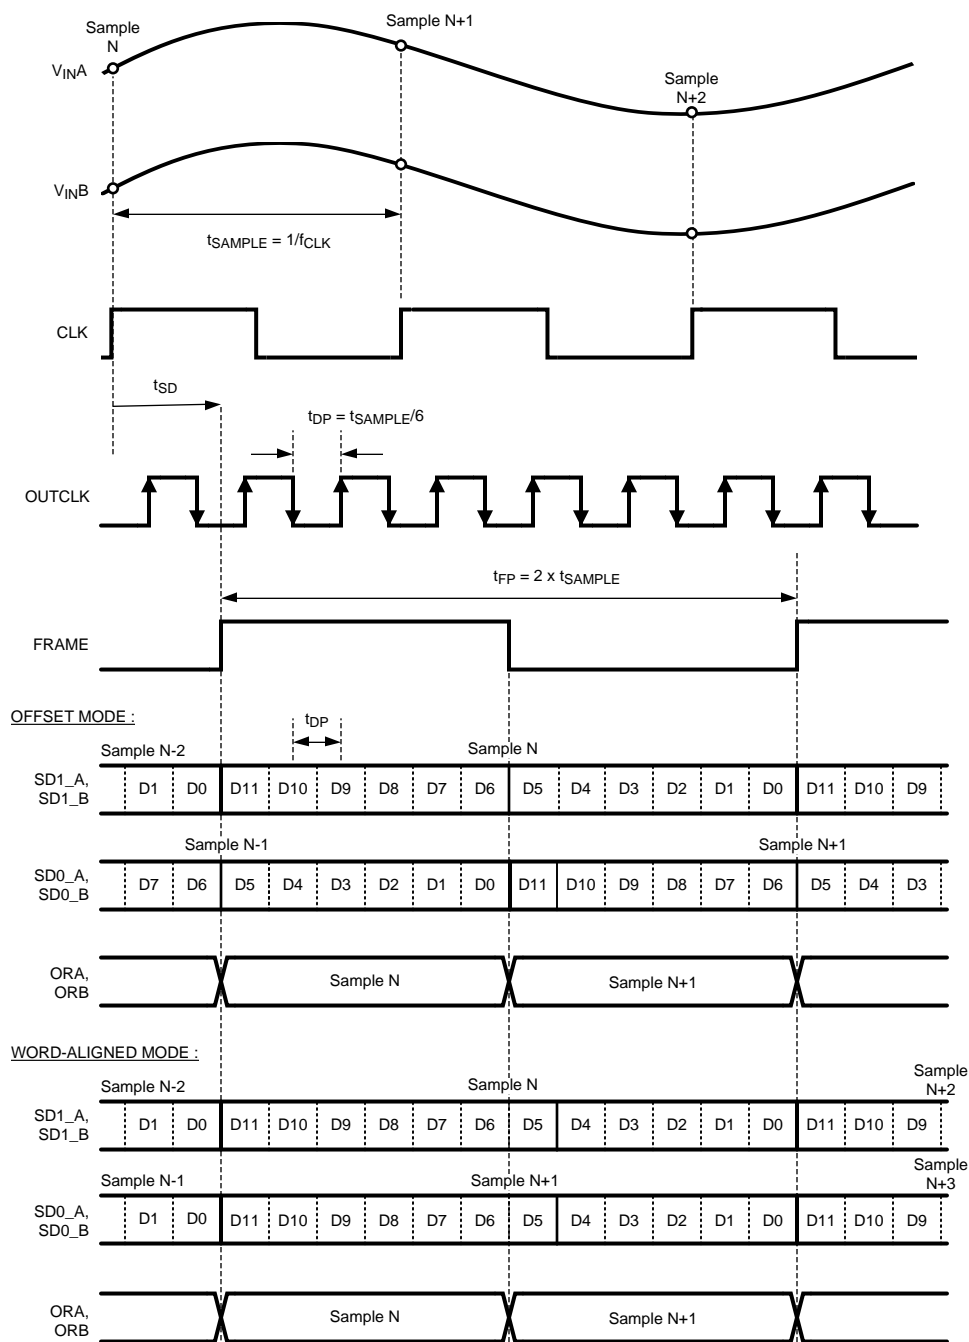 Sample N
Sample N+1
VINA
Sample N+2
VINB
tSAMPLE = 1/fCLK
CLK
tSD
tDP = tSAMPLE/6
OUTCLK
tFP = 2 x tSAMPLE
FRAME
OFFSET MODE :
tDP
Sample N-2
Sample N
SD1_A,
SD1_B
D1 D0 D11 D10 D9 D8 D7 D6 D5 D4 D3 D2 D1 D0 D11 D10 D9
Sample N-1
Sample N+1
SD0_A,
SD0_B
D7 D6 D5 D4 D3 D2 D1 D0 D11 D10 D9 D8 D7 D6 D5 D4 D3
ORA,
ORB
Sample N
Sample N+1
WORD-ALIGNED MODE :
Sample N-2
Sample N
Sample N+2
SD1_A,
SD1_B
D1 D0 D11 D10 D9 D8 D7 D6 D5 D4 D3 D2 D1 D0 D11 D10 D9
Sample N-1
Sample N+1
Sample N+3
SD0_A,
SD0_B
D1 D0 D11 D10 D9 D8 D7 D6 D5 D4 D3 D2 D1 D0 D11 D10 D9
ORA,
ORB
Sample N
Sample N+1